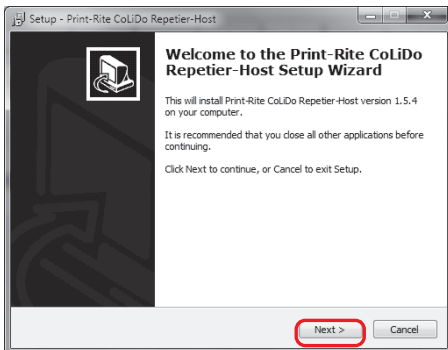 Setup - Print-Rite CoLiDo Repetier-Host
Welcome to the Print-Rite CoLiDo
Repetier-Host Setup Wizard
This will install Print-Rite CoLiDo Repetier-Host version 1.5.4
on your computer.
It is recommended that you close all other applications before
continuing.
Click Next to continue, or Cancel to exit Setup.
Next >
Cancel